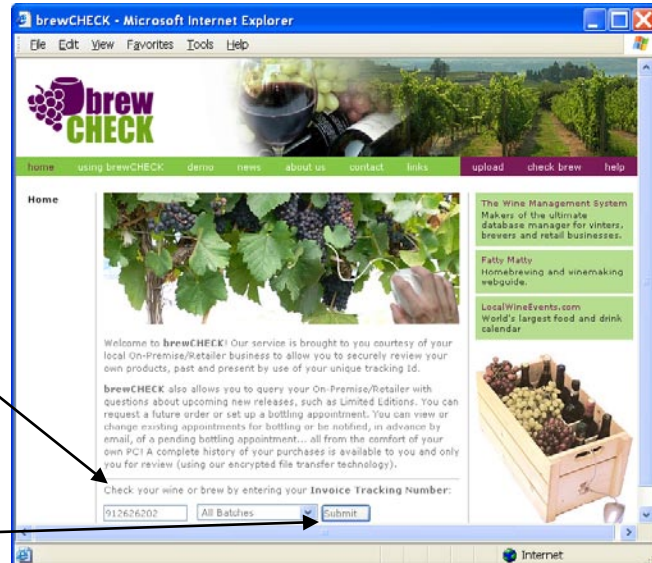 brewCHECK - Microsoft Internet Explorer
File Edit View Favorites Tools Help
brew
CHECK
home using brewCHECK demo news about us contact links upload check brew help
Home
Welcome to brewCHECK! Our service is brought to you courtesy of your
local On-Premise/Retailer business to allow you to securely review your
own products, past and present by use of your unique tracking Id.
brewCHECK also allows you to query your On-Premise/Retailer with
questions about upcoming new releases, such as Limited Editions. You can
request a future order or set up a bottling appointment. You can view or
change existing appointments for bottling or be notified, in advance by
email, of a pending bottling appointment... all from the comfort of your
own PC! A complete history of your purchases is available to you and only
you for review (using our encrypted file transfer technology).
Check your wine or brew by entering your Invoice Tracking Number:
912626202 All Batches Submit
The Wine Management System
Makers of the ultimate
database manager for vinters,
brewers and retail businesses.
Fatty Matty
Homebrewing and winemaking
webguide.
LocalWineEvents.com
World's largest food and drink
calendar
Internet